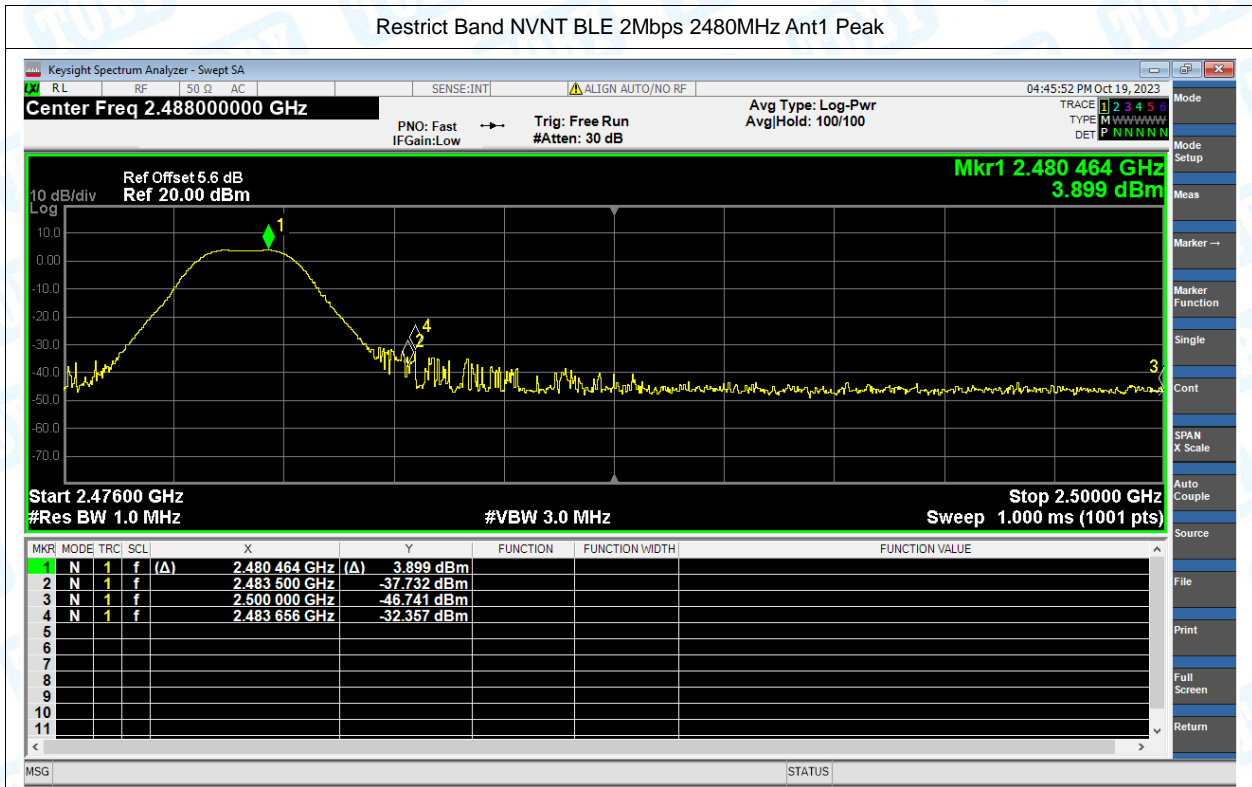 Restrict Band NVNT BLE 2Mbps 2480MHz Ant1 Peak
Keysight Spectrum Analyzer - Swept SA
LXI RL RF 50 Ω AC SENSE:INT ALIGN AUTO/NO RF 04:45:52 PM Oct 19, 2023
Center Freq 2.488000000 GHz
PNO: Fast
IFGain:Low
Trig: Free Run
#Atten: 30 dB
Avg Type: Log-Pwr
Avg|Hold: 100/100
TRACE 1 2 3 4 5 6
TYPE M WWWWW
DET P N N N N N
Mkr1 2.480 464 GHz
3.899 dBm
Ref Offset 5.6 dB
10 dB/div Ref 20.00 dBm
Log
10.0
0.00
-10.0
-20.0
-30.0
-40.0
-50.0
-60.0
-70.0
1
4
2
3
Start 2.47600 GHz Stop 2.50000 GHz
#Res BW 1.0 MHz #VBW 3.0 MHz Sweep 1.000 ms (1001 pts)
MKR MODE TRC SCL X Y FUNCTION FUNCTION WIDTH FUNCTION VALUE
1 N 1 f (Δ) 2.480 464 GHz (Δ) 3.899 dBm
2 N 1 f 2.483 500 GHz -37.732 dBm
3 N 1 f 2.500 000 GHz -46.741 dBm
4 N 1 f 2.483 656 GHz -32.357 dBm
5
6
7
8
9
10
11
MSG STATUS
Mode
Mode
Setup
Meas
Marker →
Marker
Function
Single
Cont
SPAN
X Scale
Auto
Couple
Source
File
Print
Full
Screen
Return